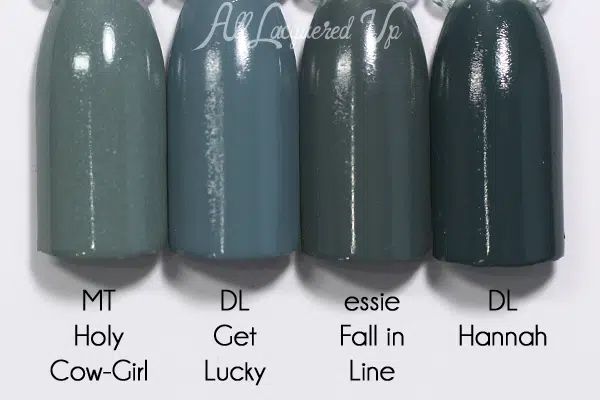 All Lacquered Up
MT
Holy
Cow-Girl
DL
Get
Lucky
essie
Fall in
Line
DL
Hannah